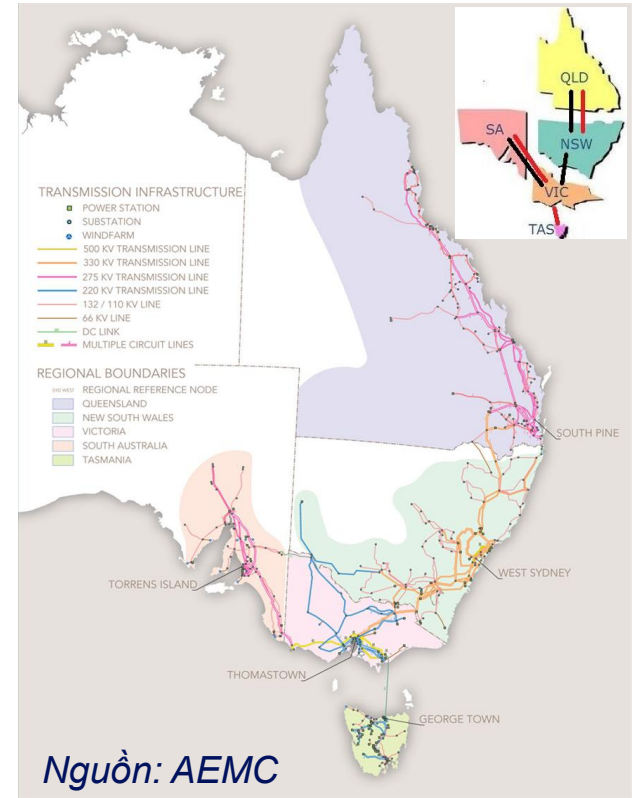 QLD
SA
NSW
VIC
TAS
TRANSMISSION INFRASTRUCTURE
POWER STATION
SUBSTATION
WINDFARM
500 KV TRANSMISSION LINE
330 KV TRANSMISSION LINE
275 KV TRANSMISSION LINE
220 KV TRANSMISSION LINE
132 / 110 KV LINE
66 KV LINE
DC LINK
MULTIPLE CIRCUIT LINES
REGIONAL BOUNDARIES
REGIONAL REFERENCE NODE
QUEENSLAND
NEW SOUTH WALES
VICTORIA
SOUTH AUSTRALIA
TASMANIA
SOUTH PINE
WEST SYDNEY
TORRENS ISLAND
THOMASTOWN
GEORGE TOWN
Nguồn: AEMC